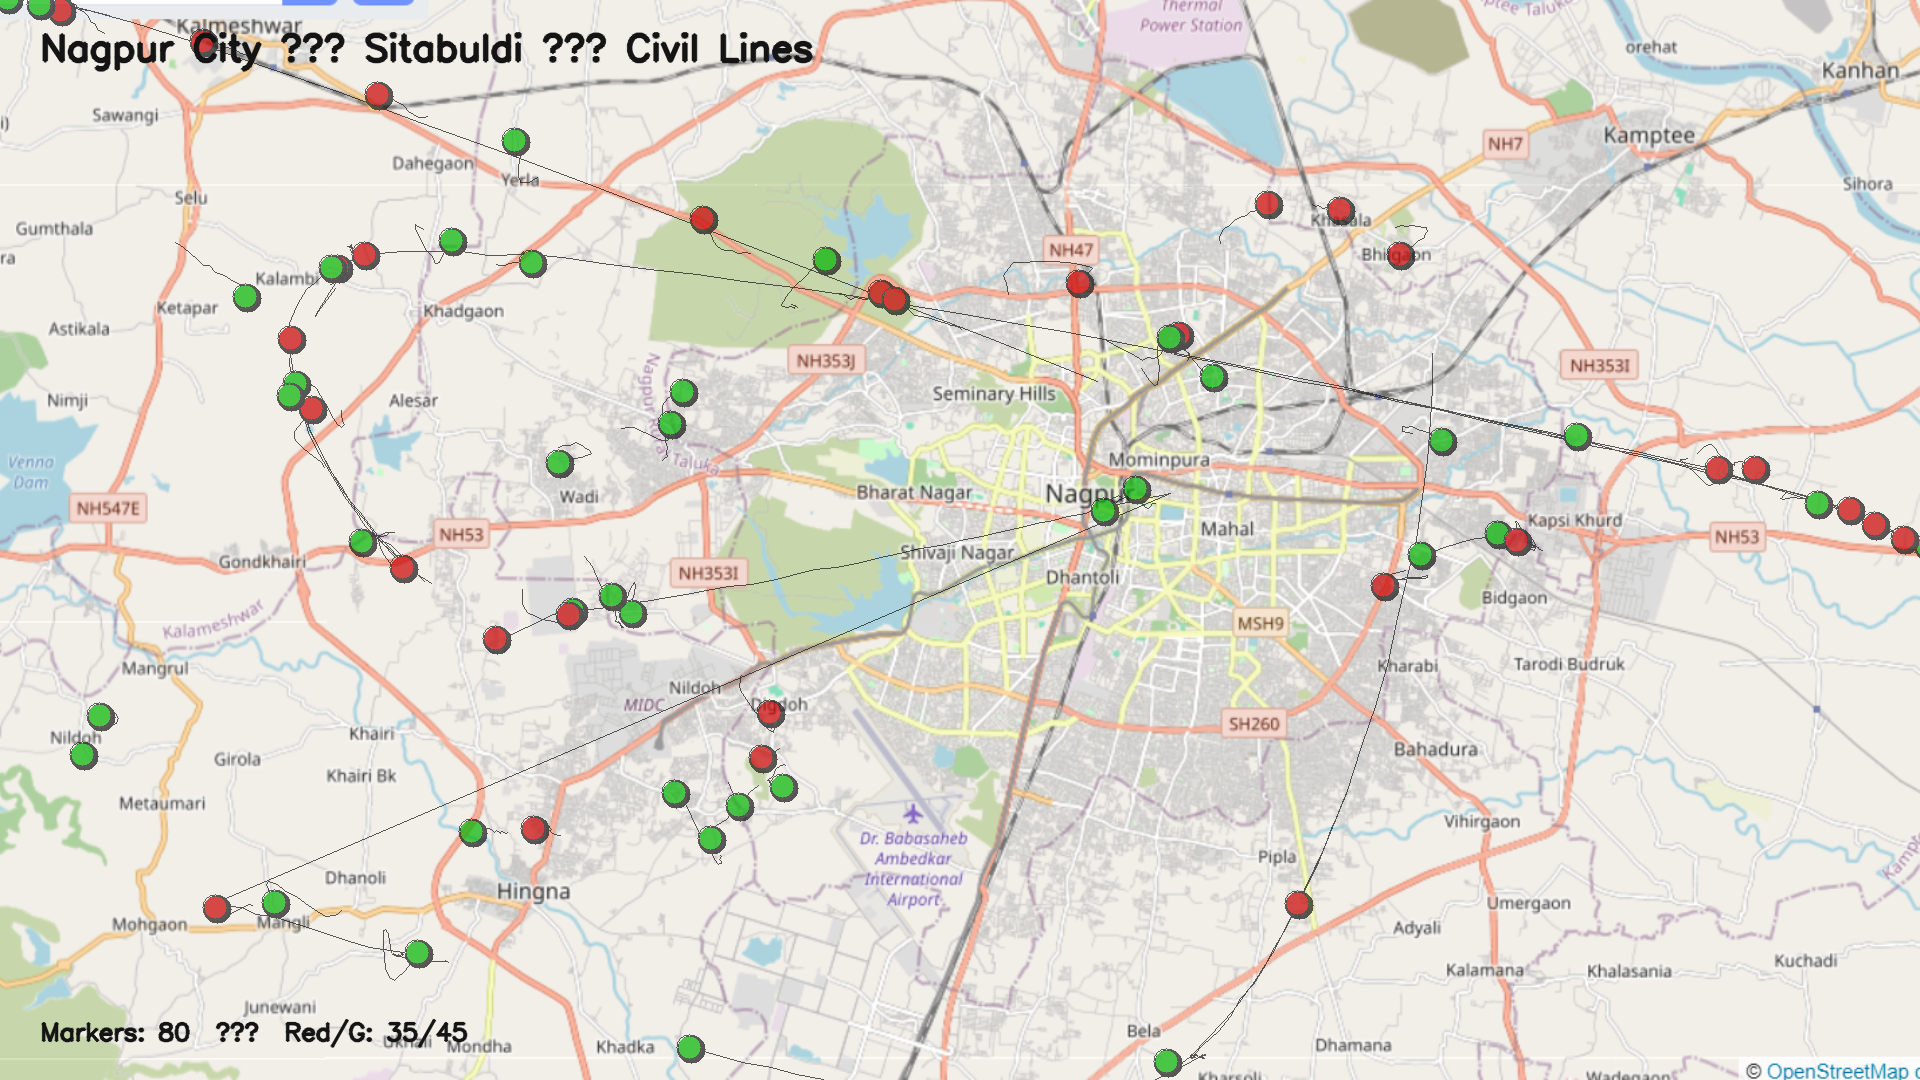 Kalmeshwar
Nagpur City ??? Sitabuldi ??? Civil Lines
Thermal
Power Station
orehat
Kanhan
Sawangi
Dahegaon
Yerla
NH7
Kamptee
Selu
Sihora
Gumthala
ra
NH47
Khasala
Bhilgaon
Kalambi
Ketapar
Khadgaon
Astikala
NH353J
NH353I
Nimji
Alesar
Seminary Hills
Nagpur Rural
Taluka
Venna
Dam
Mominpura
Wadi
Bharat Nagar
Nagpur
NH547E
Mahal
Kapsi Khurd
NH53
NH53
Gondkhairi
Shivaji Nagar
NH353I
Dhantoli
Bidgaon
Kalameshwar
MSH9
Mangrul
Kharabi
Tarodi Budruk
Nildoh
MIDC
Digdoh
Nildoh
Khairi
SH260
Girola
Khairi Bk
Bahadura
Metaumari
Vihirgaon
Dr. Babasaheb
Ambedkar
International
Airport
Pipla
Dhanoli
Hingna
Umergaon
Mohgaon
Mangli
Adyali
Kalamana
Khalasania
Kuchadi
Junewani
Markers: 80 ??? Red/G: 35/45
Mondha
Khadka
Bela
Dhamana
Kharsoli
Wadegaon
© OpenStreetMap